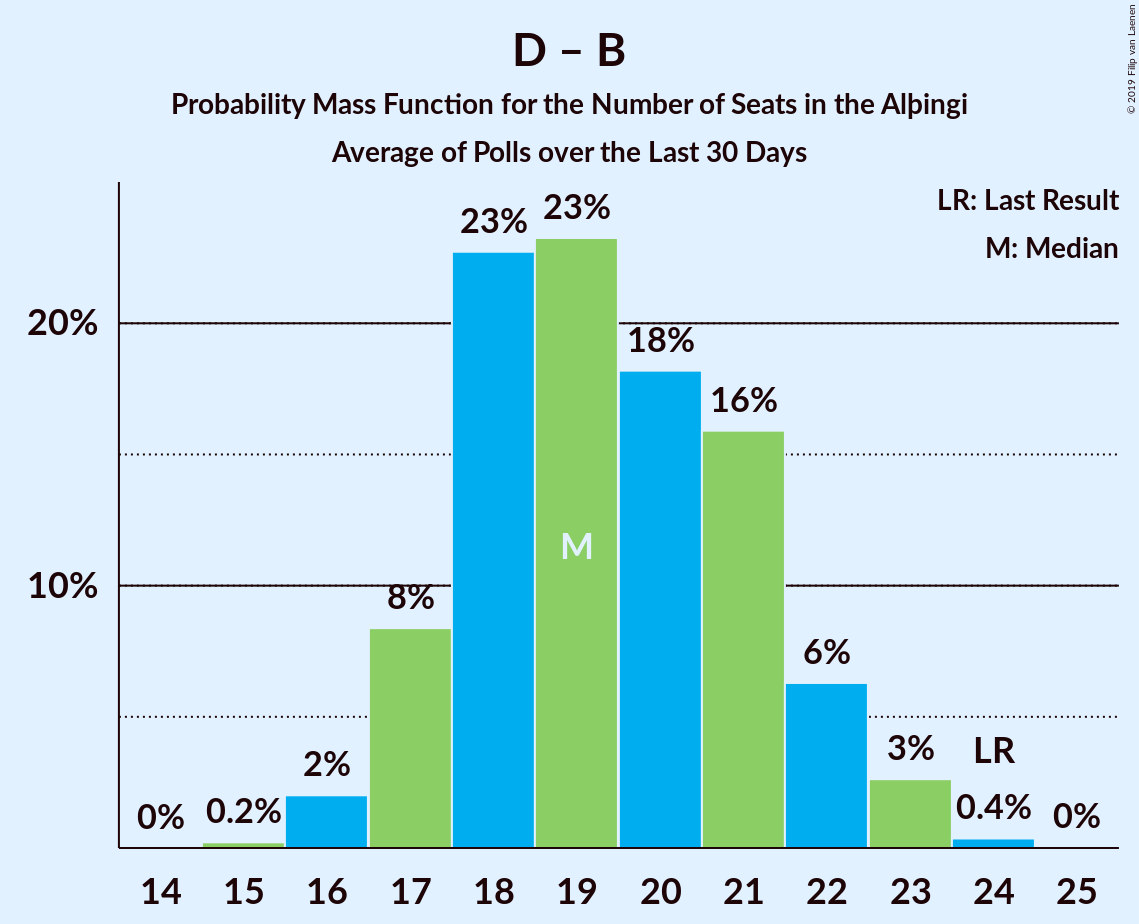 D – B
Probability Mass Function for the Number of Seats in the Alþingi
Average of Polls over the Last 30 Days
© 2019 Filip van Laenen
LR: Last Result
M: Median
20%
10%
0%
0.2%
2%
8%
23%
23%
18%
16%
6%
3%
LR
0.4%
0%
M
14 15 16 17 18 19 20 21 22 23 24 25